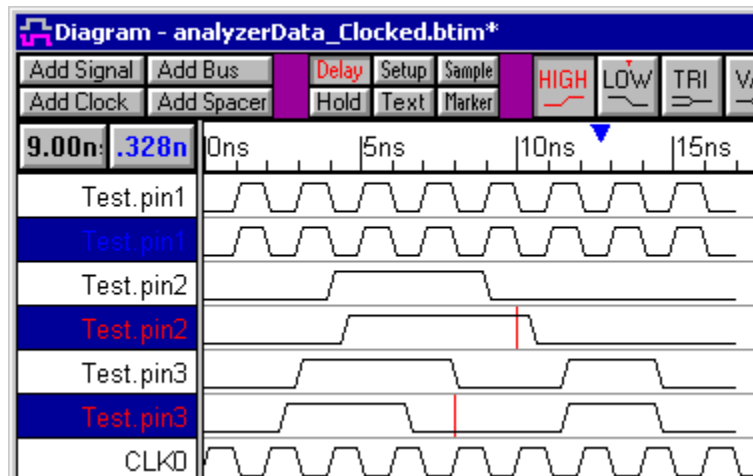 Diagram - analyzerData_Clocked.btim*
Add Signal Add Bus Delay Setup Sample HIGH LOW TRI
Add Clock Add Spacer Hold Text Marker
9.00n .328n 0ns 5ns 10ns 15ns
Test.pin1
Test.pin1
Test.pin2
Test.pin2
Test.pin3
Test.pin3
CLK0